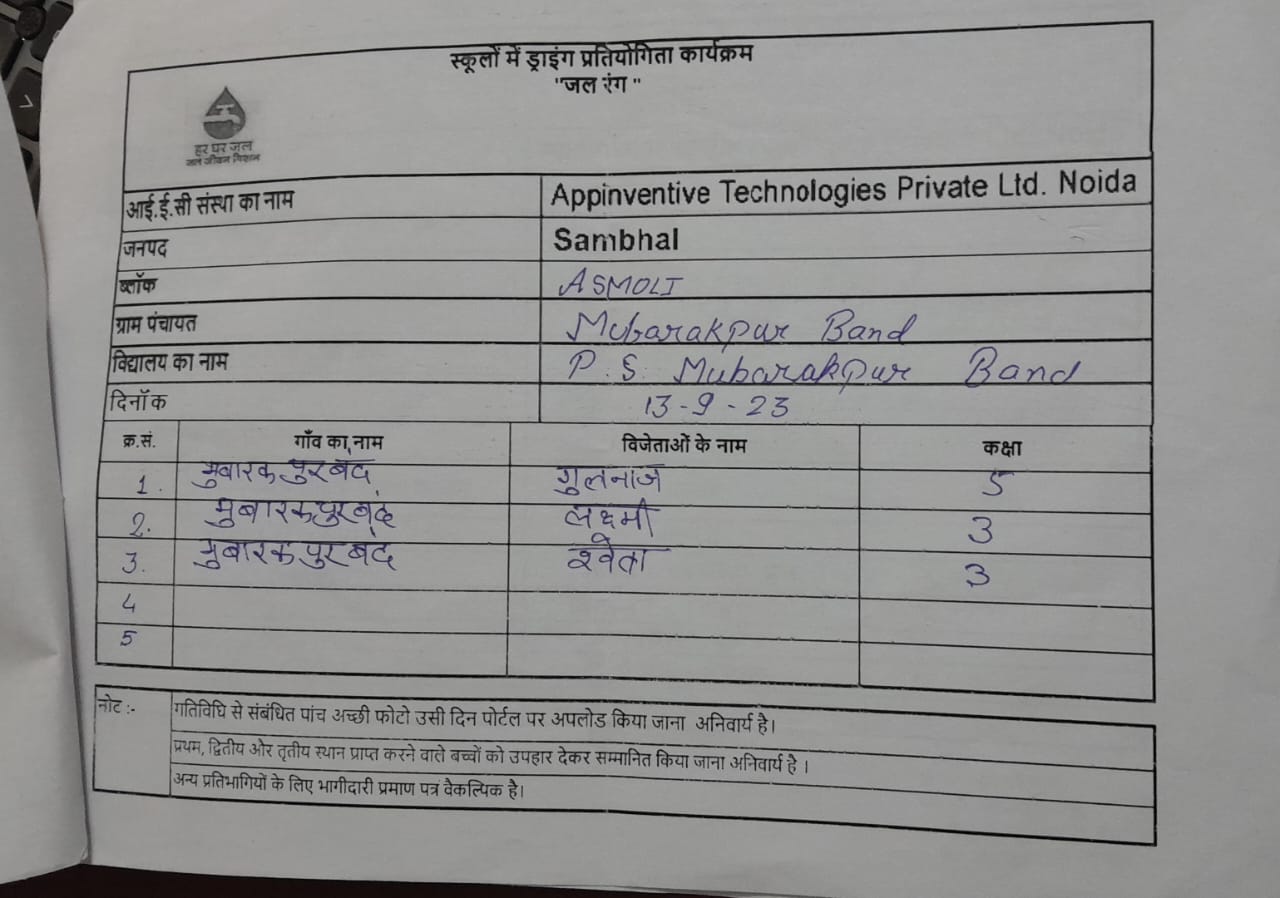 स्कूलों में ड्राइंग प्रतियोगिता कार्यक्रम
"जल रंग "
हर घर जल
जल जीवन मिशन
आई.ई.सी संस्था का नाम Appinventive Technologies Private Ltd. Noida
जनपद Sambhal
ब्लॉक ASMOLI
ग्राम पंचायत Mubarakpur Band
विद्यालय का नाम P.S. Mubarakpur Band
दिनॉक 13-9-23
क्र.सं. गाँव का नाम विजेताओं के नाम कक्षा
1. मुबारकपुर बंद गुलनाज 5
2. मुबारकपुर बंद लक्ष्मी 3
3. मुबारकपुर बंद श्वेता 3
4
5
नोट :- गतिविधि से संबंधित पांच अच्छी फोटो उसी दिन पोर्टल पर अपलोड किया जाना अनिवार्य है।
प्रथम, द्वितीय और तृतीय स्थान प्राप्त करने वाले बच्चों को उपहार देकर सम्मानित किया जाना अनिवार्य है ।
अन्य प्रतिभागियों के लिए भागीदारी प्रमाण पत्र वैकल्पिक है।